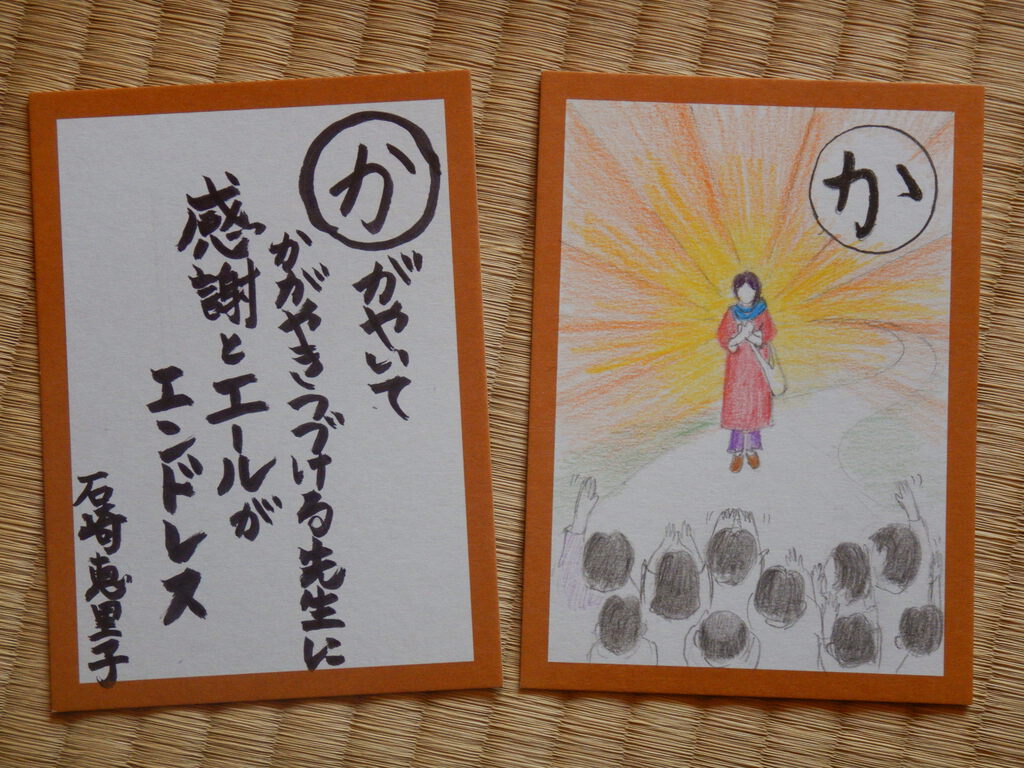 か
がやいて
かがやきつづける先生に
感謝とエールが
エンドレス
石崎恵里子
か